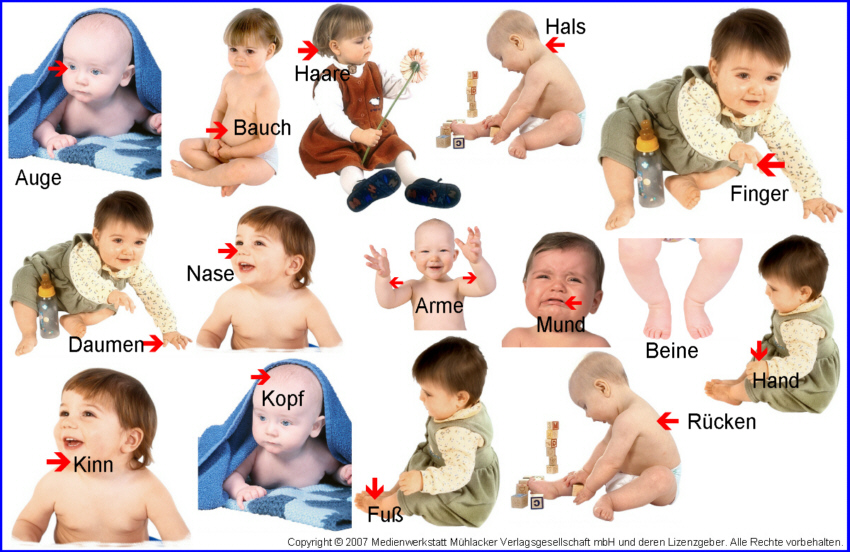 Auge
Bauch
Haare
Hals
Finger
Daumen
Nase
Arme
Mund
Beine
Hand
Kinn
Kopf
Fuß
Rücken
Copyright © 2007 Medienwerkstatt Mühlacker Verlagsgesellschaft mbH und deren Lizenzgeber. Alle Rechte vorbehalten.